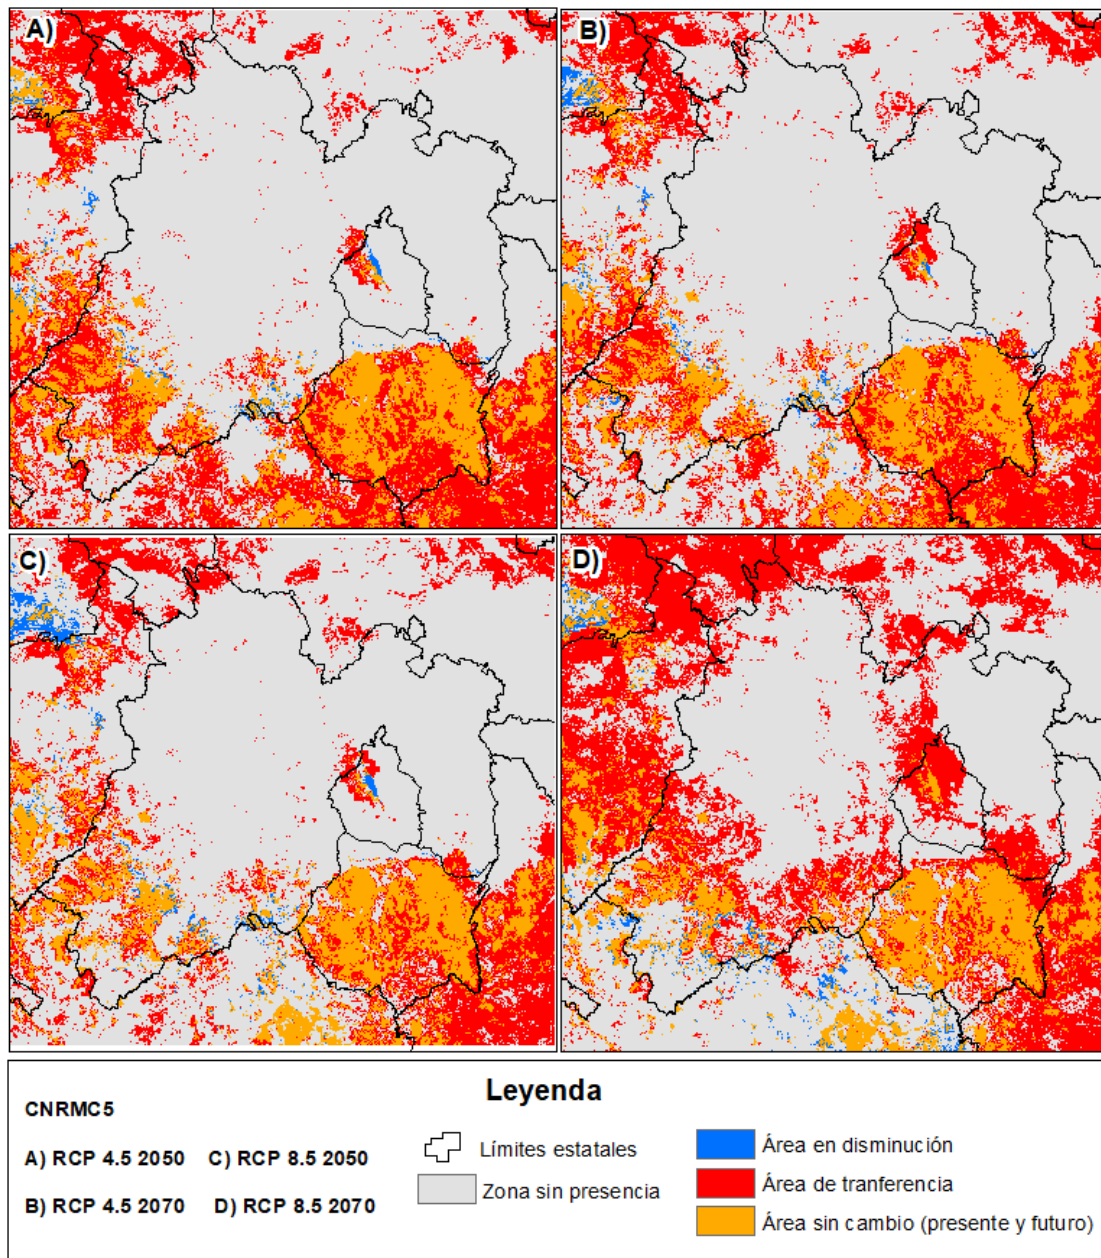 A)
B)
C)
D)
Leyenda
CNRMC5
A) RCP 4.5 2050 C) RCP 8.5 2050
B) RCP 4.5 2070 D) RCP 8.5 2070
Límites estatales
Zona sin presencia
Área en disminución
Área de tranferencia
Área sin cambio (presente y futuro)